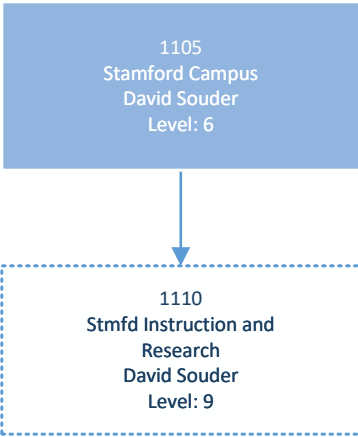 1105
Stamford Campus
David Souder
Level: 6
1110
Stmfd Instruction and
Research
David Souder
Level: 9